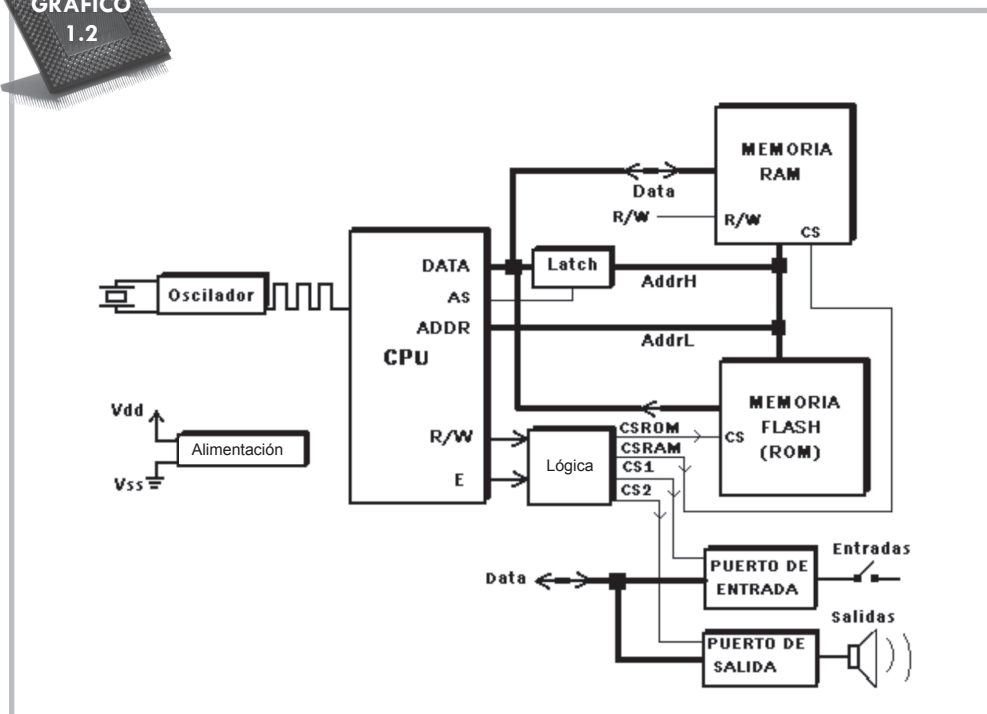 GRÁFICO
1.2
MEMORIA
RAM
Data
R/W
R/W
CS
DATA
Latch
AddrH
Oscilador
AS
ADDR
AddrL
CPU
Vdd
MEMORIA
FLASH
(ROM)
CS
Alimentación
R/W
CSROM
CSRAM
Lógica
CS1
Vss
E
CS2
Entradas
Data
PUERTO DE
ENTRADA
Salidas
PUERTO DE
SALIDA